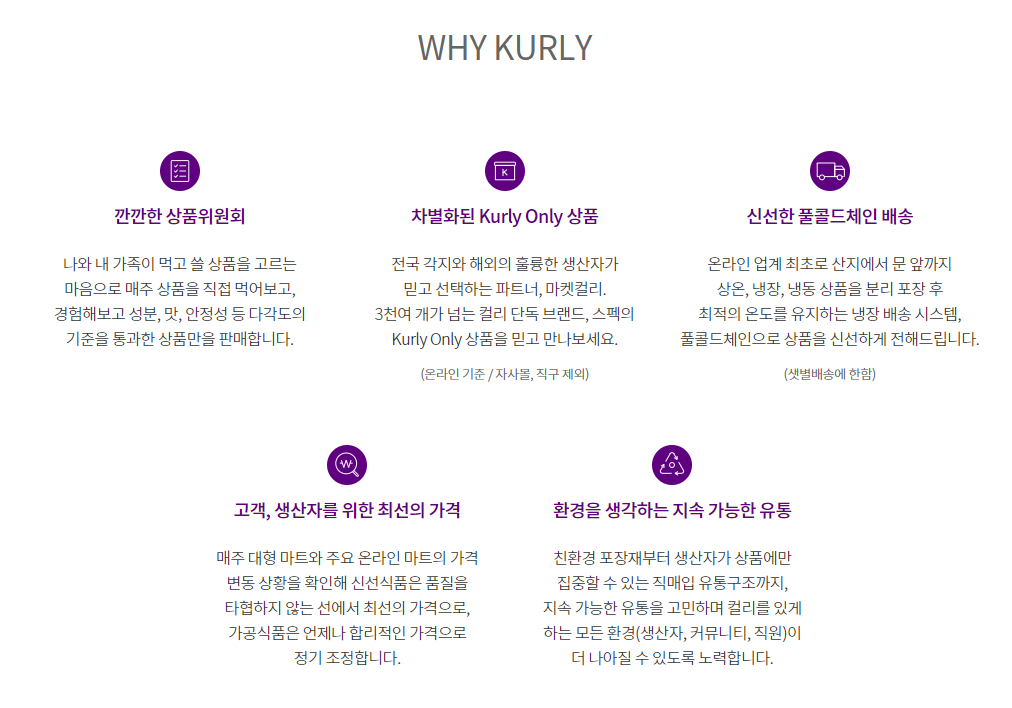 WHY KURLY
깐깐한 상품위원회
나와 내 가족이 먹고 쓸 상품을 고르는
마음으로 매주 상품을 직접 먹어보고,
경험해보고 성분, 맛, 안정성 등 다각도의
기준을 통과한 상품만을 판매합니다.
K
차별화된 Kurly Only 상품
전국 각지와 해외의 훌륭한 생산자가
믿고 선택하는 파트너, 마켓컬리.
3천여 개가 넘는 컬리 단독 브랜드, 스펙의
Kurly Only 상품을 믿고 만나보세요.
(온라인 기준 / 자사몰, 직구 제외)
신선한 풀콜드체인 배송
온라인 업계 최초로 산지에서 문 앞까지
상온, 냉장, 냉동 상품을 분리 포장 후
최적의 온도를 유지하는 냉장 배송 시스템,
풀콜드체인으로 상품을 신선하게 전해드립니다.
(샛별배송에 한함)
₩
고객, 생산자를 위한 최선의 가격
매주 대형 마트와 주요 온라인 마트의 가격
변동 상황을 확인해 신선식품은 품질을
타협하지 않는 선에서 최선의 가격으로,
가공식품은 언제나 합리적인 가격으로
정기 조정합니다.
환경을 생각하는 지속 가능한 유통
친환경 포장재부터 생산자가 상품에만
집중할 수 있는 직매입 유통구조까지,
지속 가능한 유통을 고민하며 컬리를 있게
하는 모든 환경(생산자, 커뮤니티, 직원)이
더 나아질 수 있도록 노력합니다.